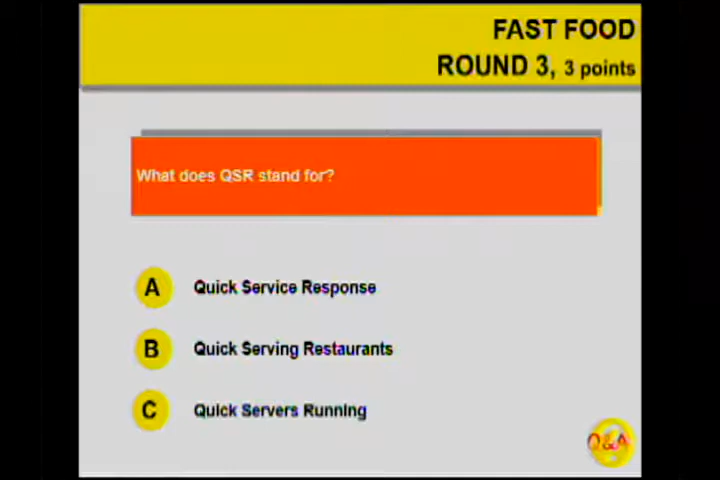 FAST FOOD
ROUND 3, 3 points
What does QSR stand for?
A Quick Service Response
B Quick Serving Restaurants
C Quick Servers Running
Q&A